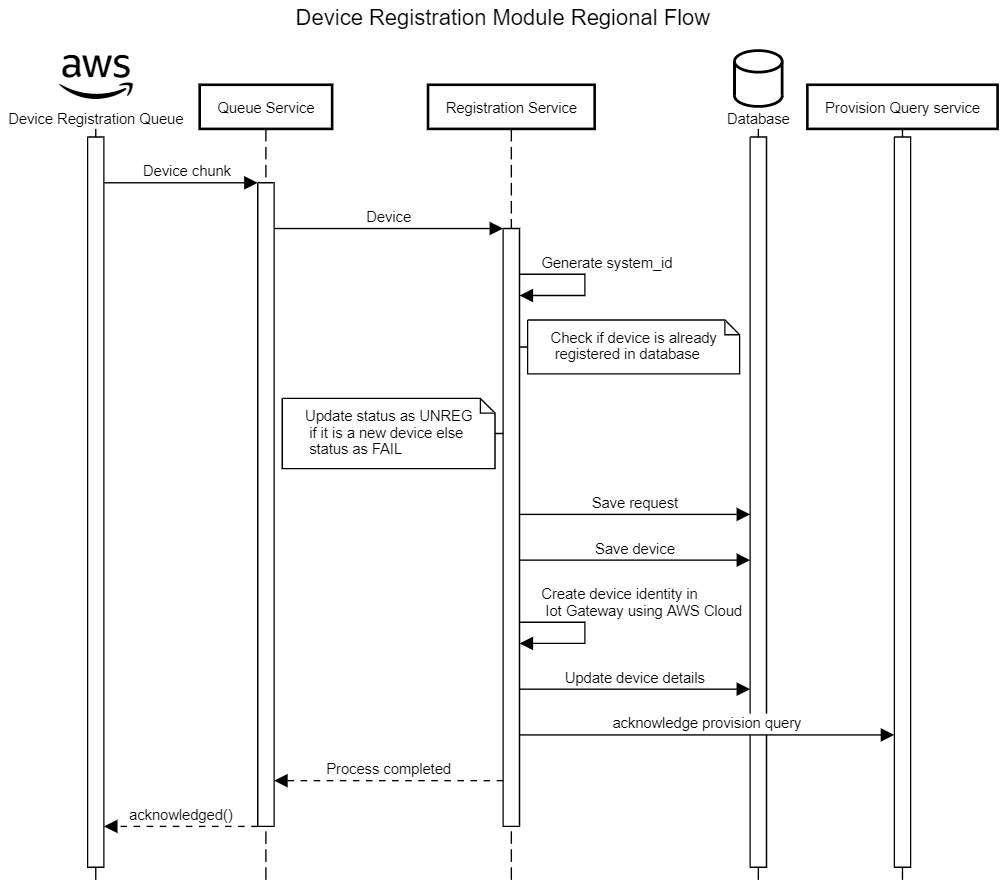 Device Registration Module Regional Flow
aws
Device Registration Queue
Queue Service
Registration Service
Database
Provision Query service
Device chunk
Device
Generate system_id
Check if device is already
registered in database
Update status as UNREG
if it is a new device else
status as FAIL
Save request
Save device
Create device identity in
Iot Gateway using AWS Cloud
Update device details
acknowledge provision query
Process completed
acknowledged()